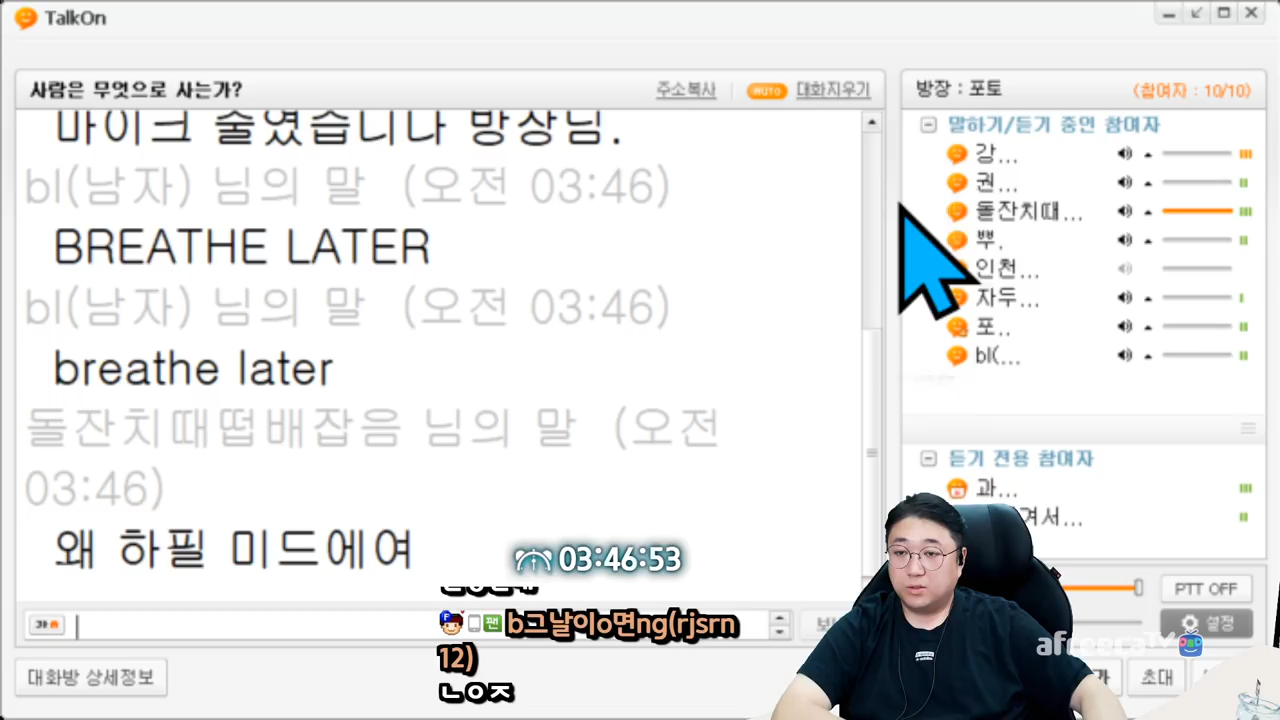 TalkOn
사람은 무엇으로 사는가?
주소복사
AUTO
대화지우기
마이크 줄였습니다 방장님.
bl(남자) 님의 말 (오전 03:46)
BREATHE LATER
bl(남자) 님의 말 (오전 03:46)
breathe later
돌잔치때떱배잡음 님의 말 (오전
03:46)
왜 하필 미드에여
03:46:53
팬 b그날이o면ng(rjsrn
12)
ㄴㅇㅈ
가
대화방 상세정보
방장 : 포토
(참여자 : 10/10)
말하기/듣기 중인 참여자
강...
권...
돌잔치때...
뿌.
인천...
자두...
포..
bl(...
듣기 전용 참여자
과...
겨서...
PTT OFF
설정
afreecaTV
초대